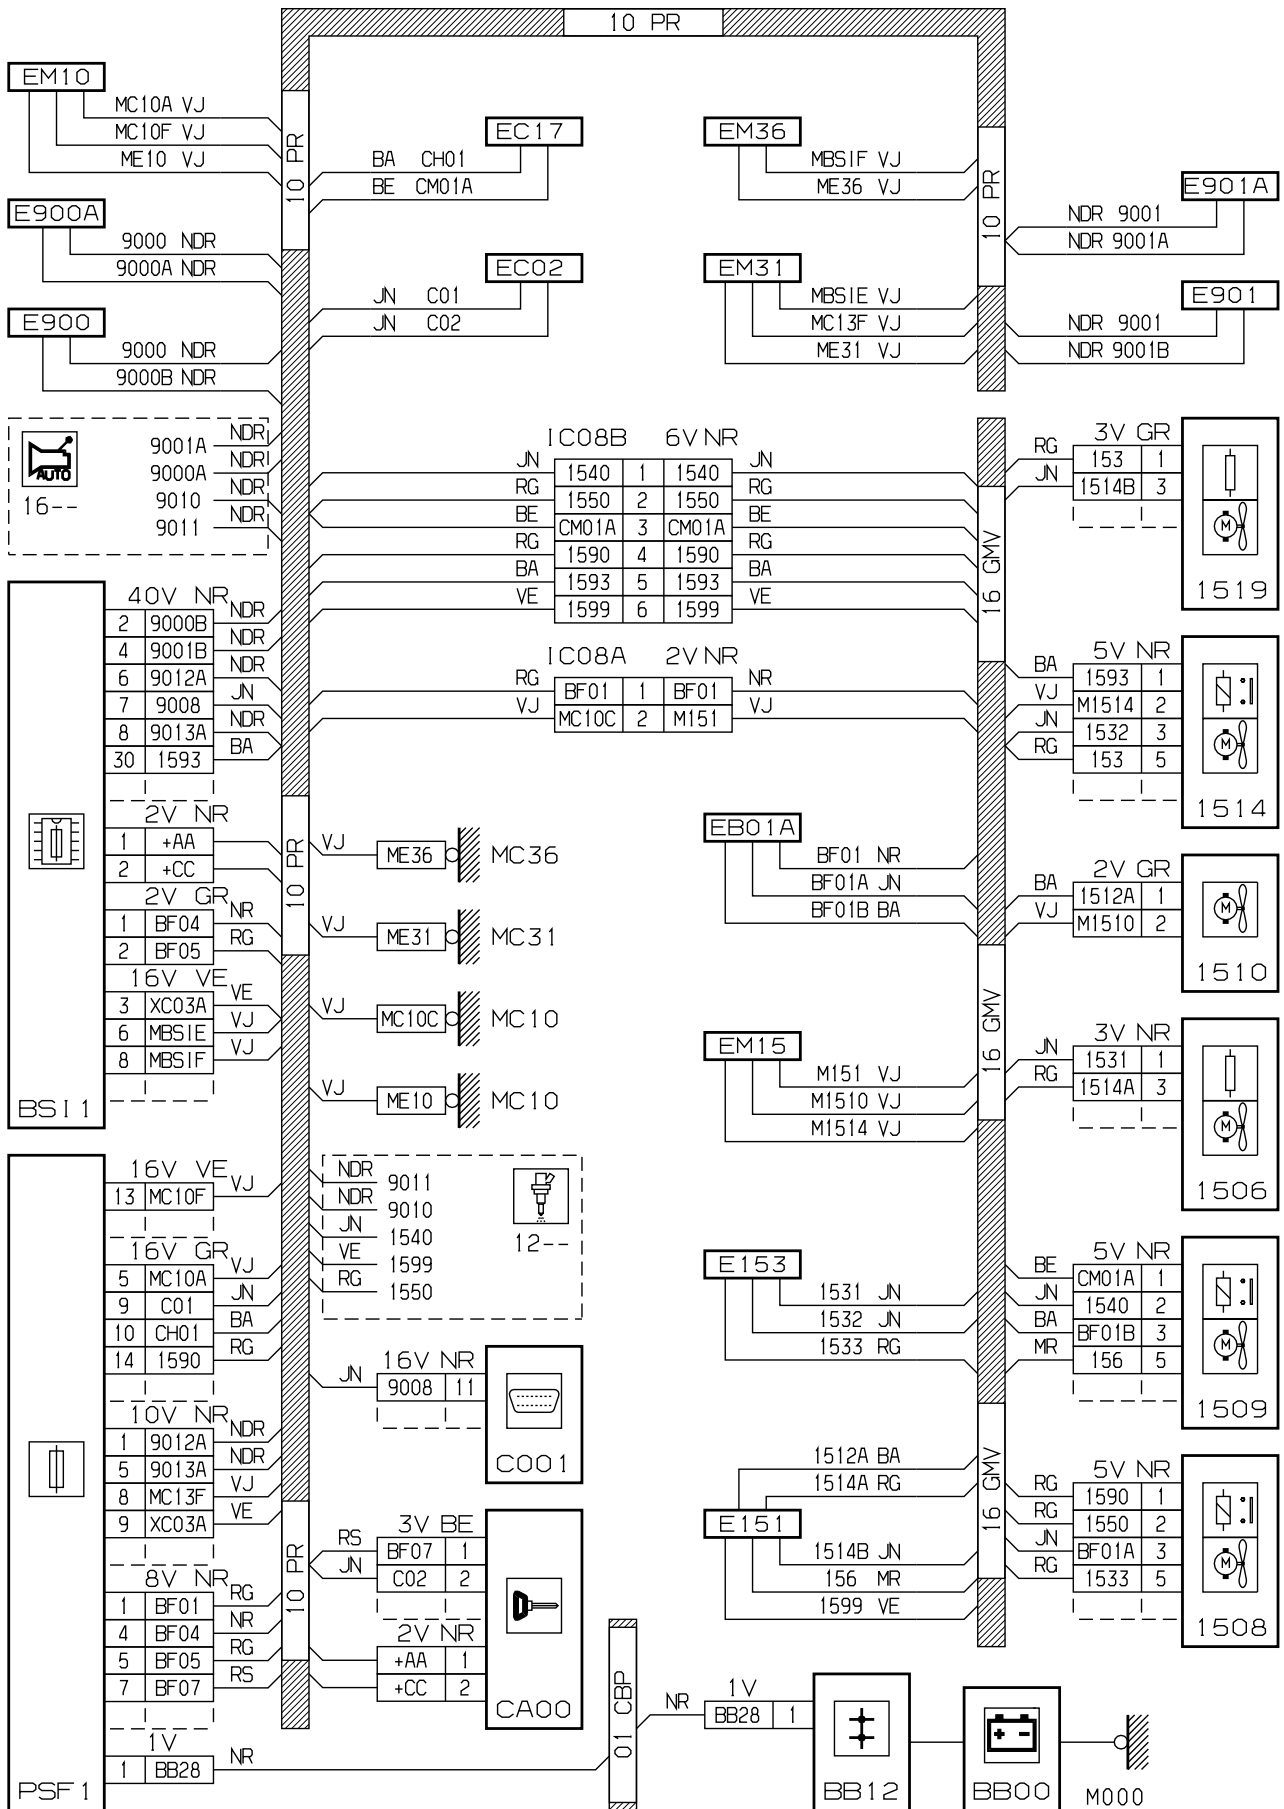 10 PR
EM10
MC10A VJ
MC10F VJ
ME10 VJ
10 PR
EC17
BA CH01
BE CM01A
EM36
MBSIF VJ
ME36 VJ
10 PR
E901A
NDR 9001
NDR 9001A
E900A
9000 NDR
9000A NDR
EC02
JN C01
JN C02
EM31
MBSIE VJ
MC13F VJ
ME31 VJ
E901
NDR 9001
NDR 9001B
E900
9000 NDR
9000B NDR
AUTO
16--
9001A NDR
9000A NDR
9010 NDR
9011 NDR
IC08B 6V NR
JN 1540 1 1540 JN
RG 1550 2 1550 RG
BE CM01A 3 CM01A BE
RG 1590 4 1590 RG
BA 1593 5 1593 BA
VE 1599 6 1599 VE
16 GMV
3V GR
RG 153 1
JN 1514B 3
M
1519
BSI1
40V NR
2 9000B NDR
4 9001B NDR
6 9012A NDR
7 9008 JN
8 9013A NDR
30 1593 BA
2V NR
1 +AA
2 +CC
2V GR
1 BF04 NR
2 BF05 RG
16V VE
3 XC03A VE
6 MBSIE VJ
8 MBSIF VJ
IC08A 2V NR
RG BF01 1 BF01 NR
VJ MC10C 2 M151 VJ
5V NR
BA 1593 1
VJ M1514 2
JN 1532 3
RG 153 5
M
1514
10 PR
VJ ME36 MC36
VJ ME31 MC31
VJ MC10C MC10
VJ ME10 MC10
EB01A
BF01 NR
BF01A JN
BF01B BA
2V GR
BA 1512A 1
VJ M1510 2
M
1510
16 GMV
EM15
M151 VJ
M1510 VJ
M1514 VJ
3V NR
JN 1531 1
RG 1514A 3
M
1506
PSF1
16V VE
13 MC10F VJ
16V GR
5 MC10A VJ
9 C01 JN
10 CH01 BA
14 1590 RG
10V NR
1 9012A NDR
5 9013A NDR
8 MC13F VJ
9 XC03A VE
8V NR
1 BF01 RG
4 BF04 NR
5 BF05 RG
7 BF07 RS
1V
1 BB28 NR
NDR 9011
NDR 9010
JN 1540
VE 1599
RG 1550
12--
E153
1531 JN
1532 JN
1533 RG
5V NR
BE CM01A 1
JN 1540 2
BA BF01B 3
MR 156 5
M
1509
16V NR
JN 9008 11
C001
16 GMV
1512A BA
1514A RG
E151
1514B JN
156 MR
1599 VE
5V NR
RG 1590 1
RG 1550 2
JN BF01A 3
RG 1533 5
M
1508
10 PR
3V BE
RS BF07 1
JN C02 2
2V NR
+AA 1
+CC 2
CA00
01 CBP
1V
NR BB28 1
BB12
+ -
BB00
M000